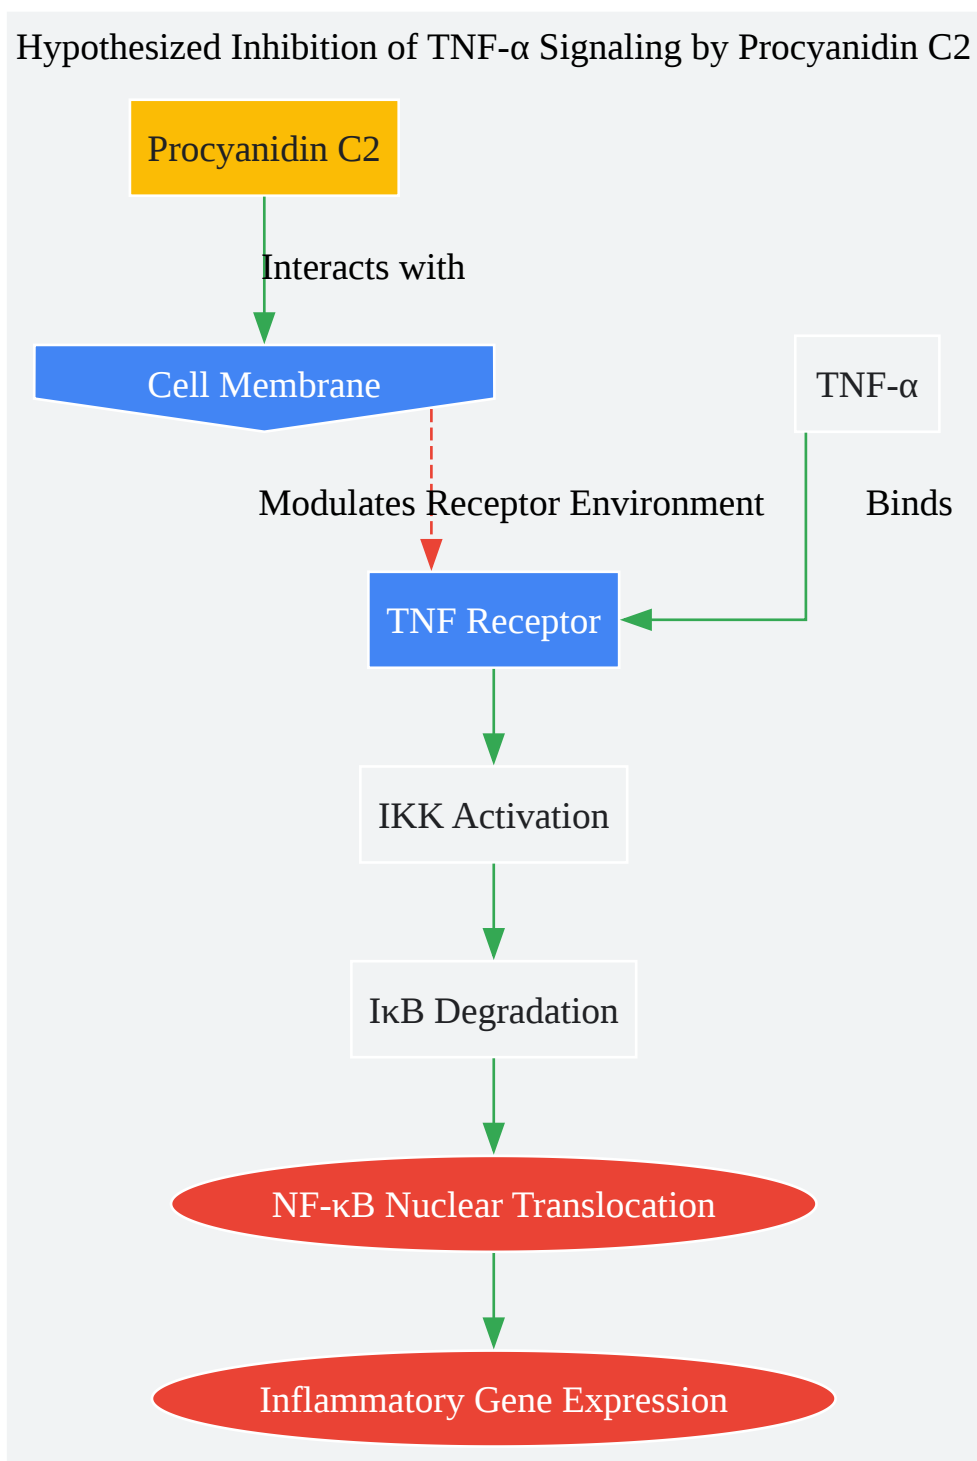 Hypothesized Inhibition of TNF-α Signaling by Procyanidin C2
Procyanidin C2
Interacts with
Cell Membrane
TNF-α
Modulates Receptor Environment
Binds
TNF Receptor
IKK Activation
IκB Degradation
NF-κB Nuclear Translocation
Inflammatory Gene Expression